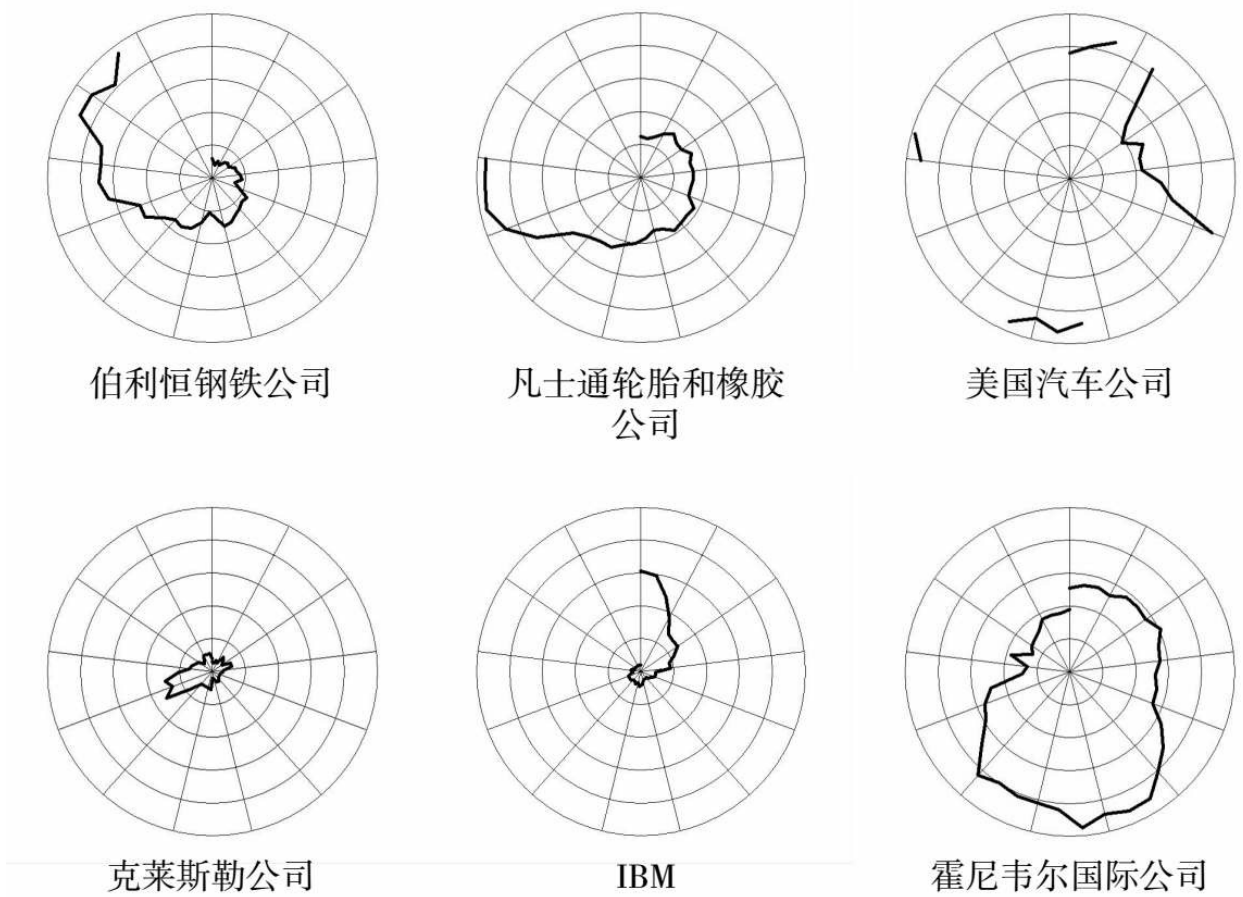 伯利恒钢铁公司
凡士通轮胎和橡胶
公司
美国汽车公司
克莱斯勒公司
IBM
霍尼韦尔国际公司